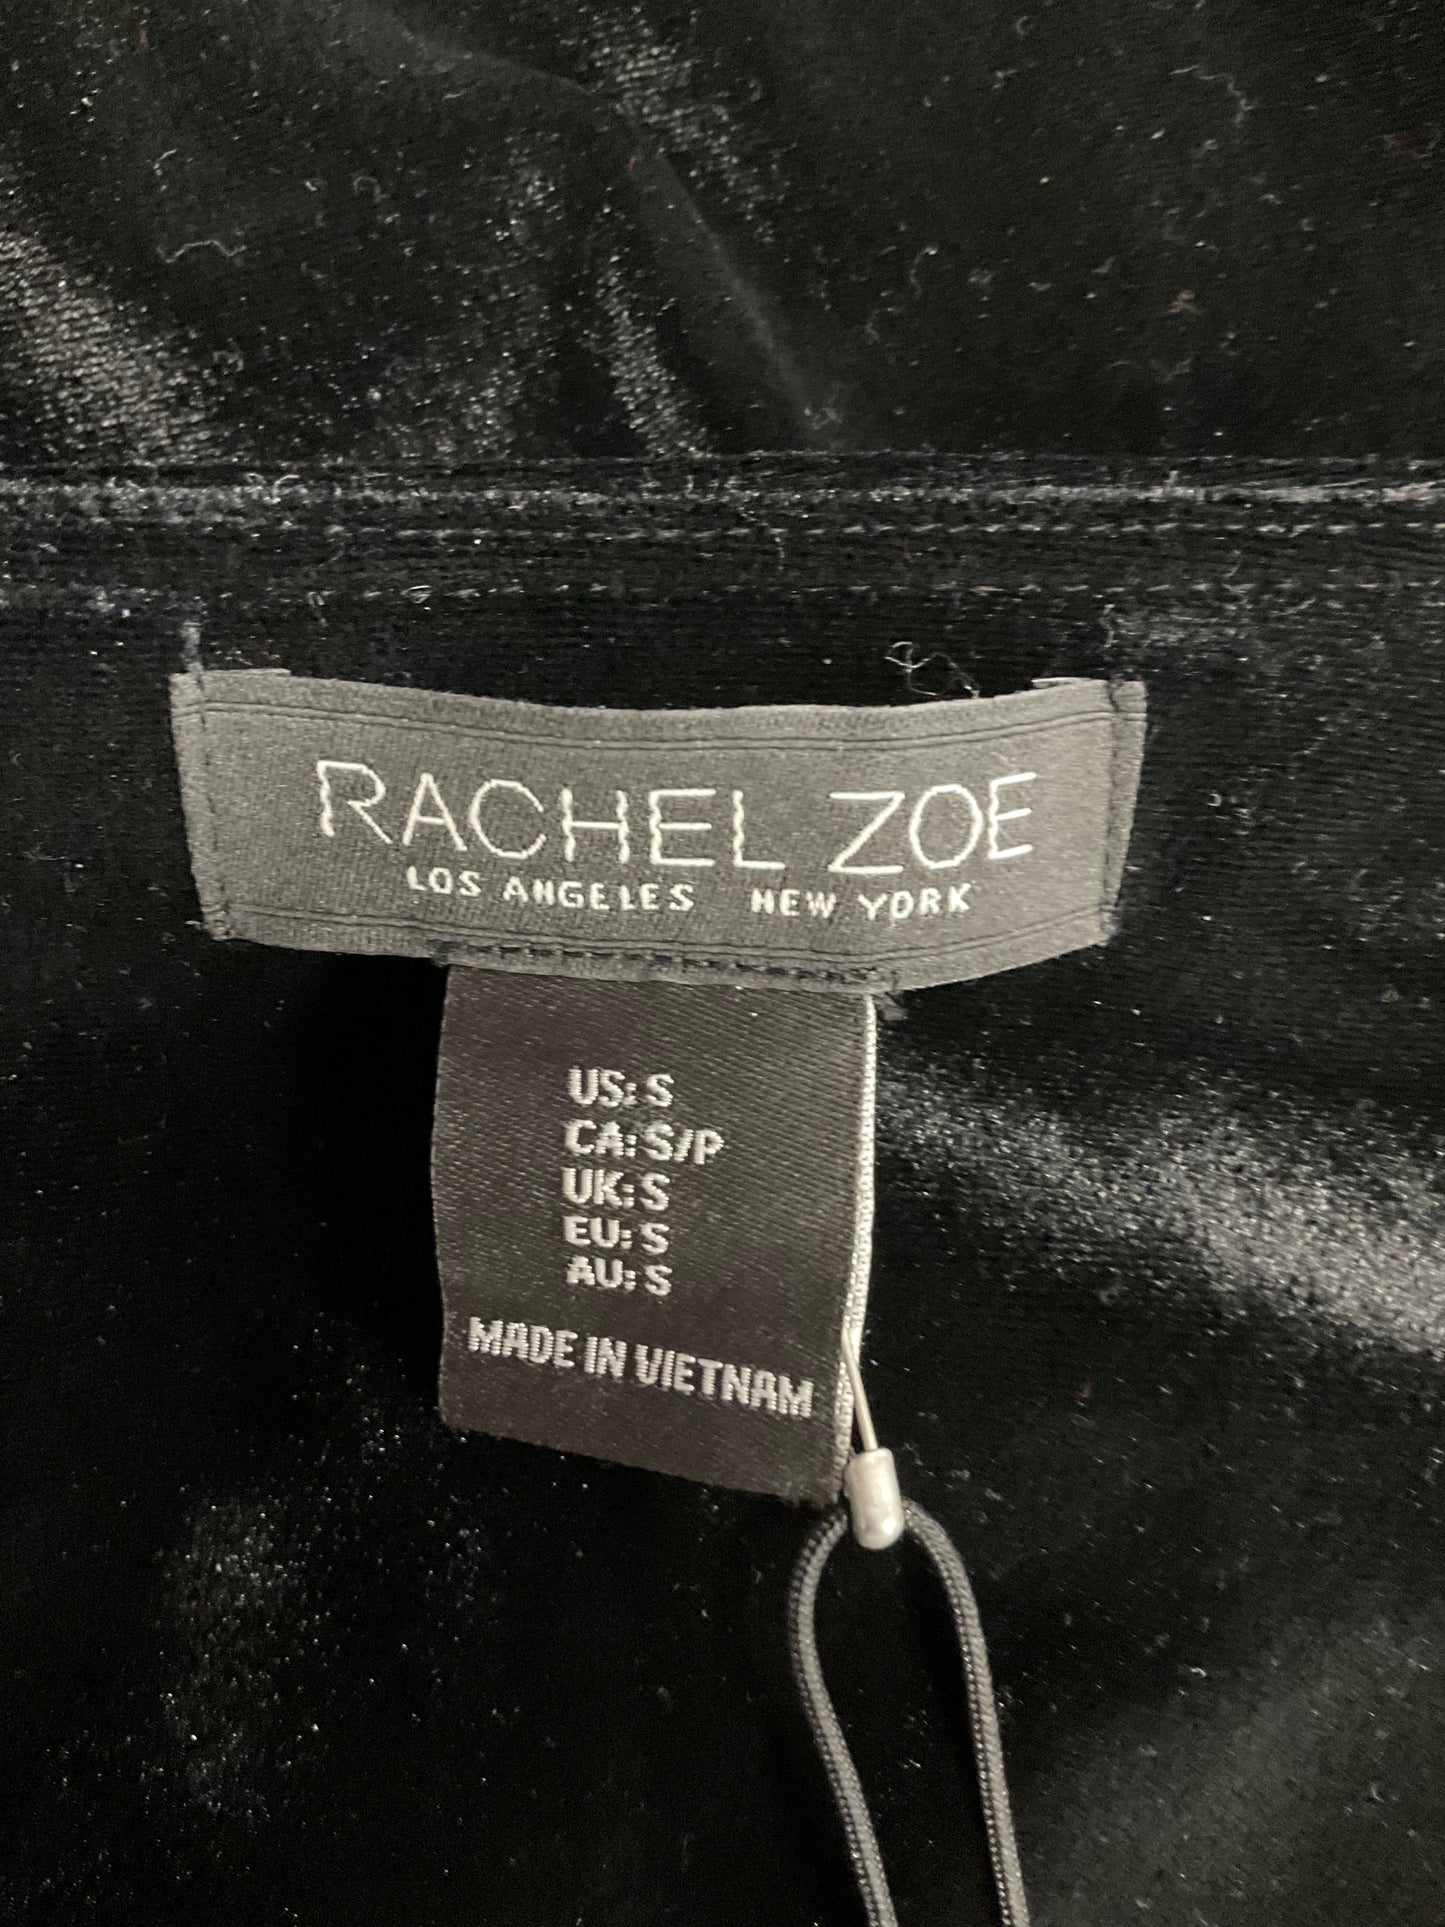 RACHEL ZOE
LOS ANGELES NEW YORK
US: S
CA: S/P
UK: S
EU: S
AU: S
MADE IN VIETNAM